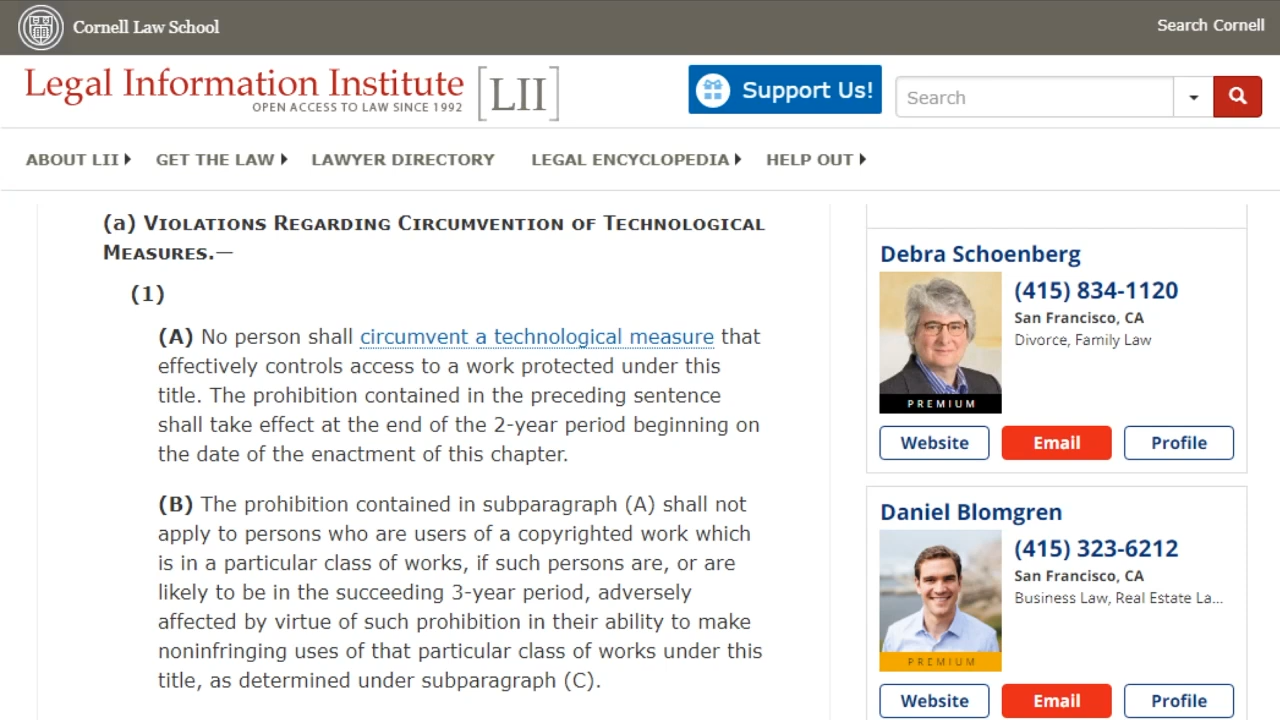 Cornell Law School
Search Cornell
Legal Information Institute
OPEN ACCESS TO LAW SINCE 1992
[LII]
Support Us!
Search
ABOUT LII
GET THE LAW
LAWYER DIRECTORY
LEGAL ENCYCLOPEDIA
HELP OUT
(a) VIOLATIONS REGARDING CIRCUMVENTION OF TECHNOLOGICAL
MEASURES.—
(1)
(A) No person shall circumvent a technological measure that
effectively controls access to a work protected under this
title. The prohibition contained in the preceding sentence
shall take effect at the end of the 2-year period beginning on
the date of the enactment of this chapter.
(B) The prohibition contained in subparagraph (A) shall not
apply to persons who are users of a copyrighted work which
is in a particular class of works, if such persons are, or are
likely to be in the succeeding 3-year period, adversely
affected by virtue of such prohibition in their ability to make
noninfringing uses of that particular class of works under this
title, as determined under subparagraph (C).
Debra Schoenberg
(415) 834-1120
San Francisco, CA
Divorce, Family Law
PREMIUM
Website
Email
Profile
Daniel Blomgren
(415) 323-6212
San Francisco, CA
Business Law, Real Estate La...
PREMIUM
Website
Email
Profile